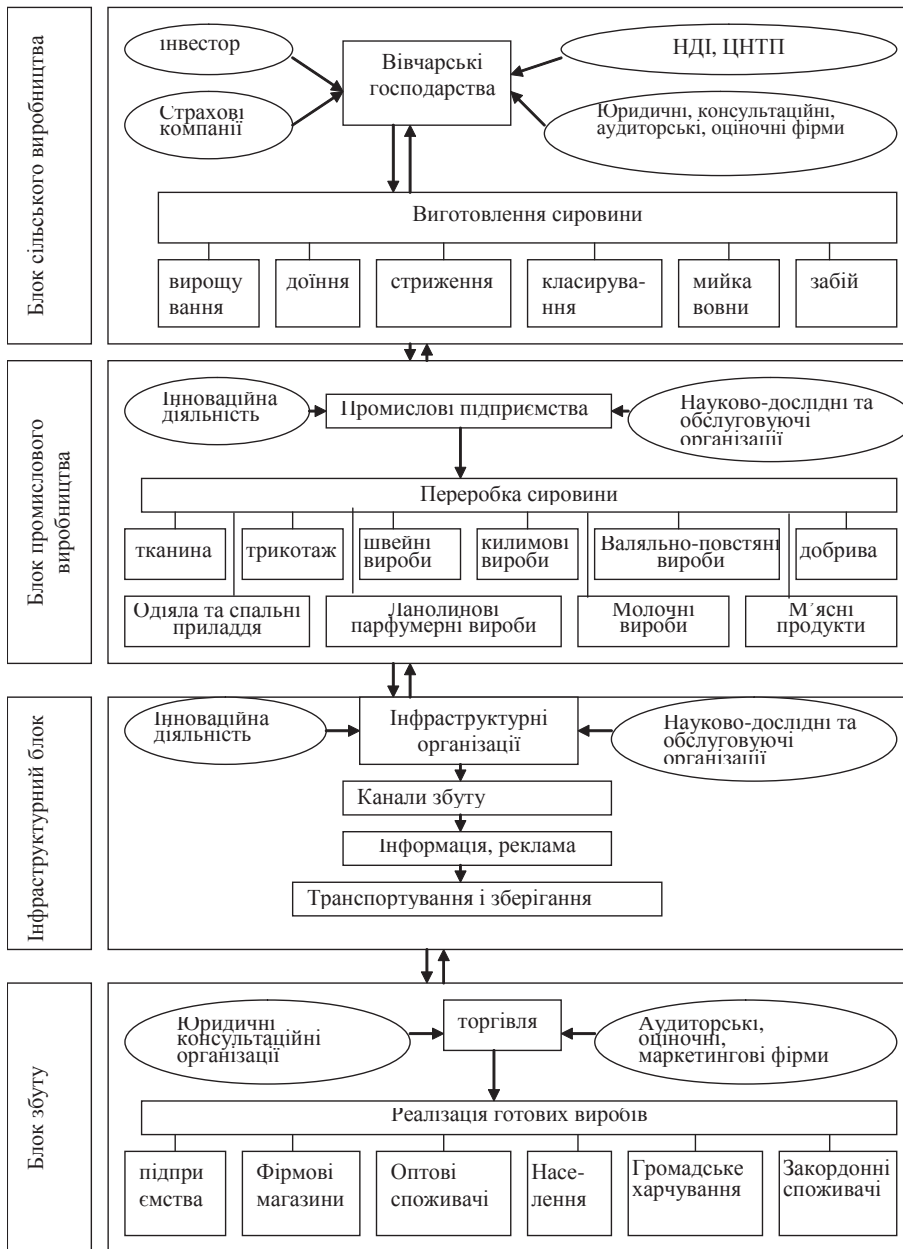 Блок сільського виробництва
Інвестор
Вівчарські
господарства
НДІ, ЦНТП
Страхові
компанії
Юридичні, консультаційні,
аудиторські, оціночні фірми
Виготовлення сировини
вирощу
вання
доїння
стриження
класирува-
ння
мийка
вовни
забій
Блок промислового
виробництва
Інноваційна
діяльність
Промислові підприємства
Науково-дослідні та
обслуговуючі
організації
Переробка сировини
тканина
трикотаж
швейні
вироби
килимові
вироби
Валяльно-повстяні
вироби
добрива
Одіяла та спальні
приладдя
Ланолинові
парфумерні вироби
Молочні
вироби
М´ясні
продукти
Інфраструктурний блок
Інноваційна
діяльність
Інфраструктурні
організації
Науково-дослідні та
обслуговуючі
організації
Канали збуту
Інформація, реклама
Транспортування і зберігання
Блок збуту
Юридичні
консультаційні
організації
торгівля
Аудиторські,
оціночні,
маркетингові фірми
Реалізація готових виробів
підпри
ємства
Фірмові
магазини
Оптові
споживачі
Насе-
лення
Громадське
харчування
Закордонні
споживачі